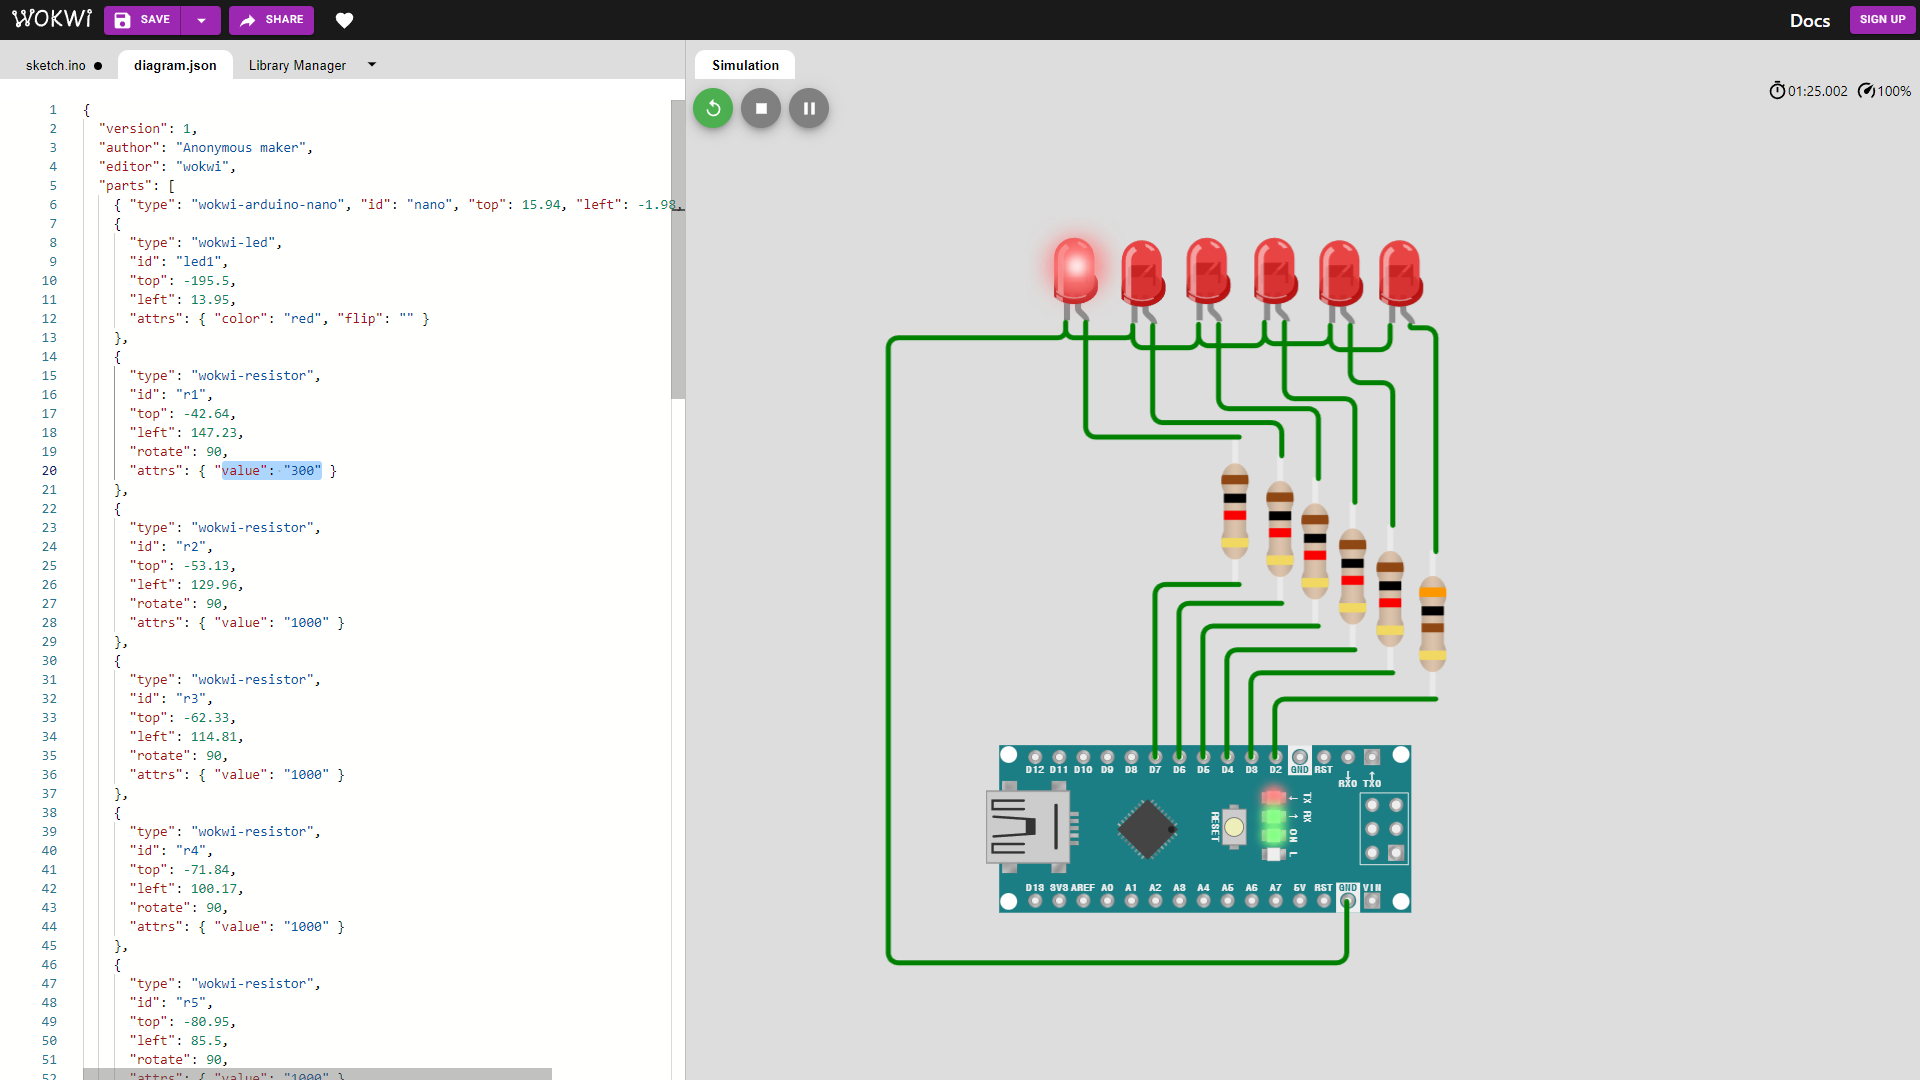 WOKWI SAVE SHARE Docs SIGN UP
sketch.ino diagram.json Library Manager
Simulation
01:25.002 100%
1 {
2 "version": 1,
3 "author": "Anonymous maker",
4 "editor": "wokwi",
5 "parts": [
6 { "type": "wokwi-arduino-nano", "id": "nano", "top": 15.94, "left": -1.98,
7 {
8 "type": "wokwi-led",
9 "id": "led1",
10 "top": -195.5,
11 "left": 13.95,
12 "attrs": { "color": "red", "flip": "" }
13 },
14 {
15 "type": "wokwi-resistor",
16 "id": "r1",
17 "top": -42.64,
18 "left": 147.23,
19 "rotate": 90,
20 "attrs": { "value": "300" }
21 },
22 {
23 "type": "wokwi-resistor",
24 "id": "r2",
25 "top": -53.13,
26 "left": 129.96,
27 "rotate": 90,
28 "attrs": { "value": "1000" }
29 },
30 {
31 "type": "wokwi-resistor",
32 "id": "r3",
33 "top": -62.33,
34 "left": 114.81,
35 "rotate": 90,
36 "attrs": { "value": "1000" }
37 },
38 {
39 "type": "wokwi-resistor",
40 "id": "r4",
41 "top": -71.84,
42 "left": 100.17,
43 "rotate": 90,
44 "attrs": { "value": "1000" }
45 },
46 {
47 "type": "wokwi-resistor",
48 "id": "r5",
49 "top": -80.95,
50 "left": 85.5,
51 "rotate": 90,
52 "attrs": { "value": "1000" }
D12 D11 D10 D9 D8 D7 D6 D5 D4 D3 D2 GND RST
RX0 TX0
RESET
TX
RX
ON
L
D13 3V3 AREF A0 A1 A2 A3 A4 A5 A6 A7 5V RST GND VIN